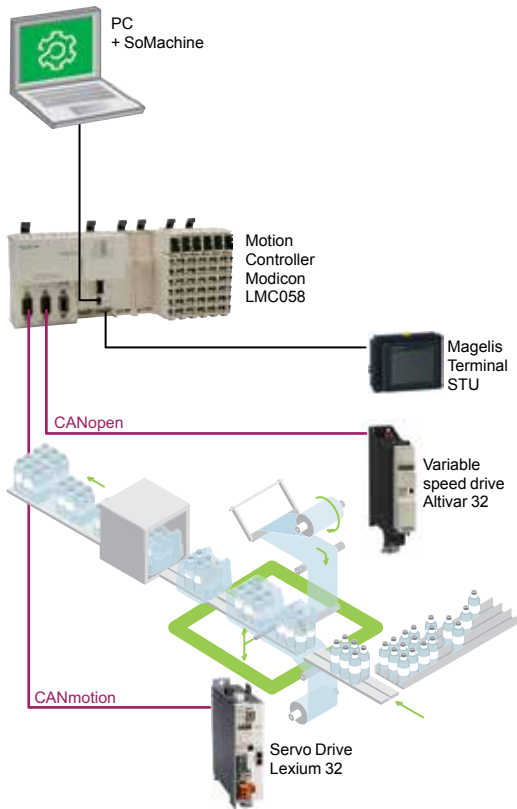 PC
+ SoMachine
Motion
Controller
Modicon
LMC058
Magelis
Terminal
STU
CANopen
Variable
speed drive
Altivar 32
CANmotion
Servo Drive
Lexium 32